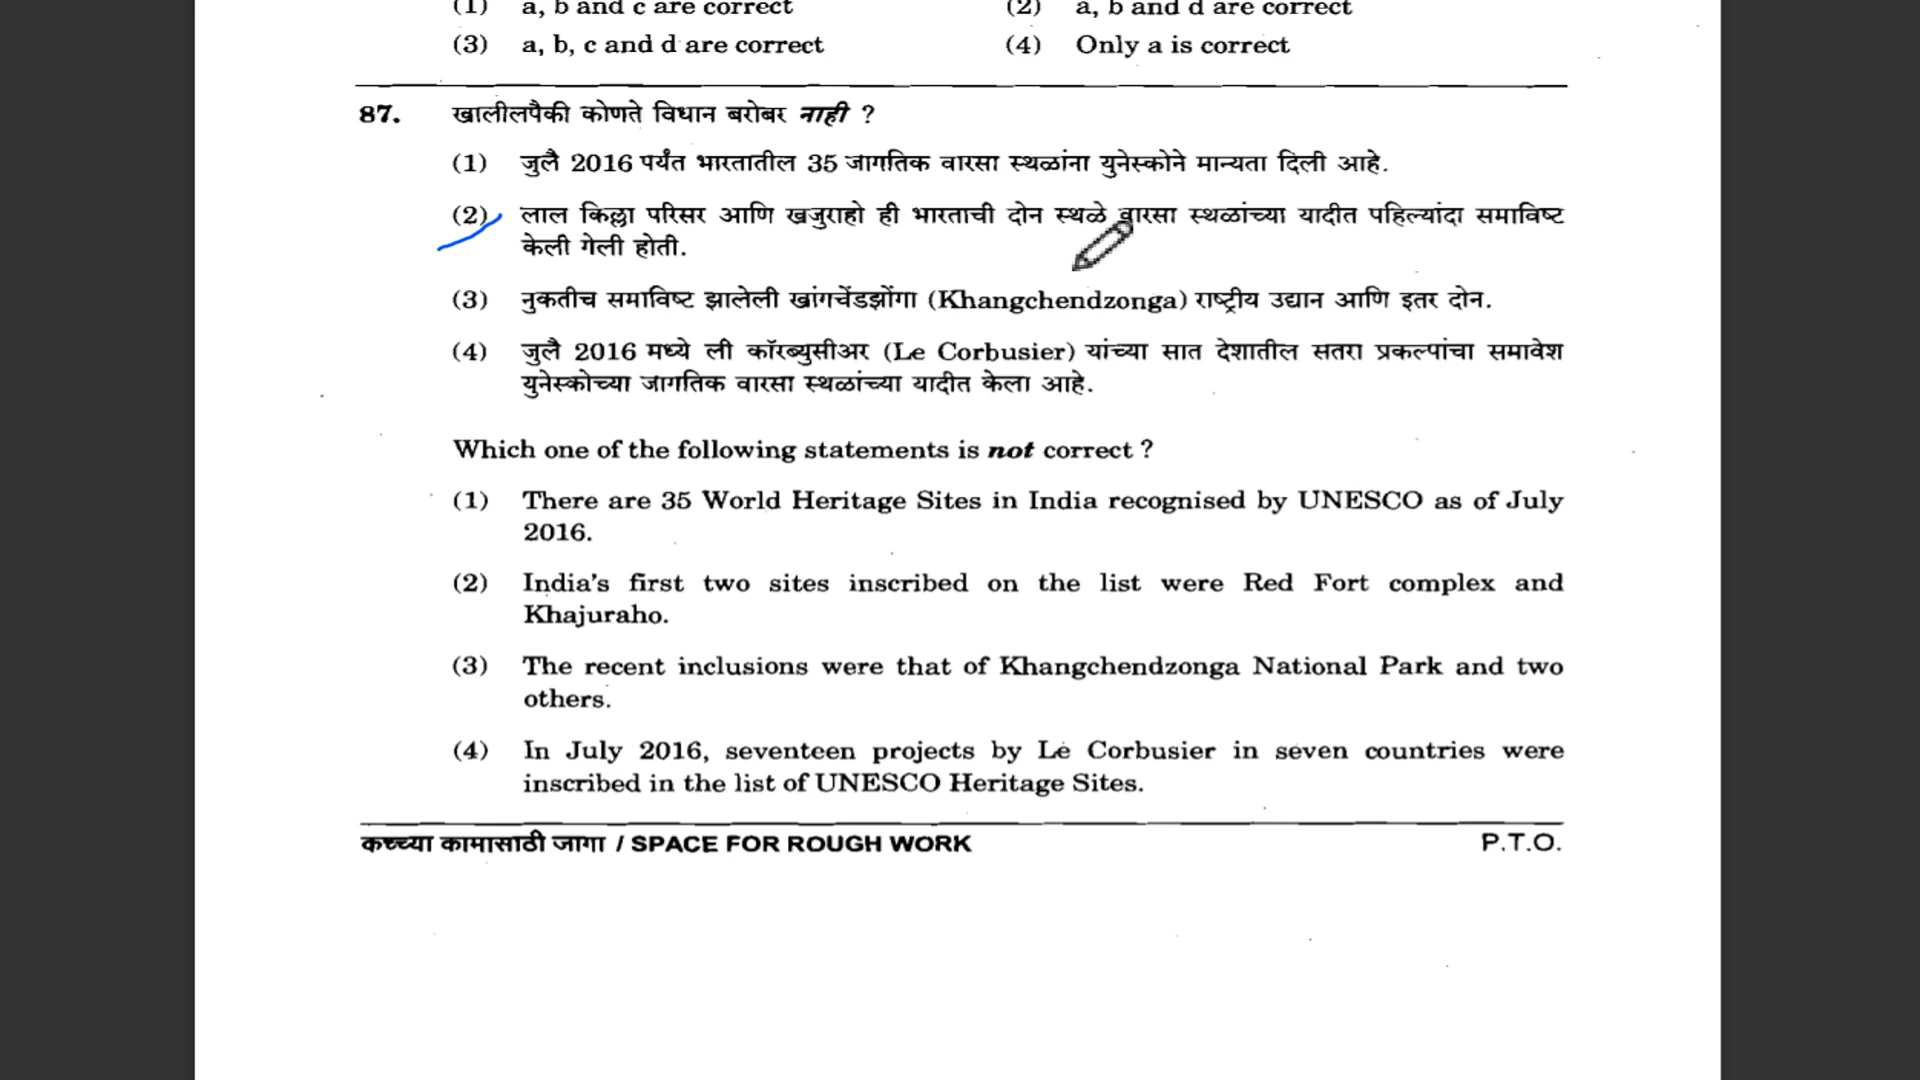 (1) a, b and c are correct (2) a, b and d are correct
(3) a, b, c and d are correct (4) Only a is correct
87. खालीलपैकी कोणते विधान बरोबर नाही ?
(1) जुलै 2016 पर्यंत भारतातील 35 जागतिक वारसा स्थळांना युनेस्कोने मान्यता दिली आहे.
(2) लाल किल्ला परिसर आणि खजुराहो ही भारताची दोन स्थळे वारसा स्थळांच्या यादीत पहिल्यांदा समाविष्ट
केली गेली होती.
(3) नुकतीच समाविष्ट झालेली खांगचेंडझोंगा (Khangchendzonga) राष्ट्रीय उद्यान आणि इतर दोन.
(4) जुलै 2016 मध्ये ली कॉरब्युसीअर (Le Corbusier) यांच्या सात देशातील सतरा प्रकल्पांचा समावेश
युनेस्कोच्या जागतिक वारसा स्थळांच्या यादीत केला आहे.
Which one of the following statements is not correct ?
(1) There are 35 World Heritage Sites in India recognised by UNESCO as of July
2016.
(2) India's first two sites inscribed on the list were Red Fort complex and
Khajuraho.
(3) The recent inclusions were that of Khangchendzonga National Park and two
others.
(4) In July 2016, seventeen projects by Le Corbusier in seven countries were
inscribed in the list of UNESCO Heritage Sites.
कच्च्या कामासाठी जागा / SPACE FOR ROUGH WORK P.T.O.